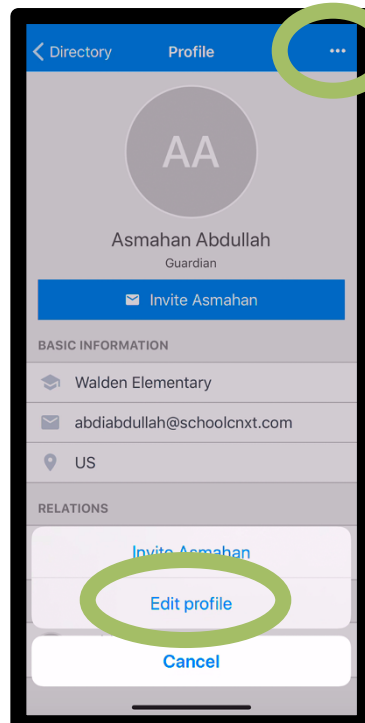 Directory Profile ...
AA
Asmahan Abdullah
Guardian
Invite Asmahan
BASIC INFORMATION
Walden Elementary
abdiabdullah@schoolcnxt.com
US
RELATIONS
Invite Asmahan
Edit profile
Cancel